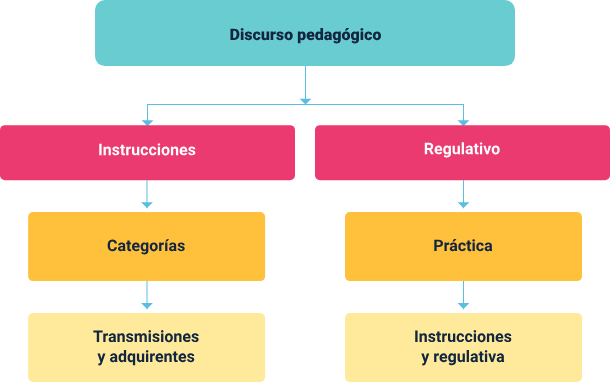 Discurso pedagógico
Instrucciones
Regulativo
Categorías
Práctica
Transmisiones
y adquirentes
Instrucciones
y regulativa